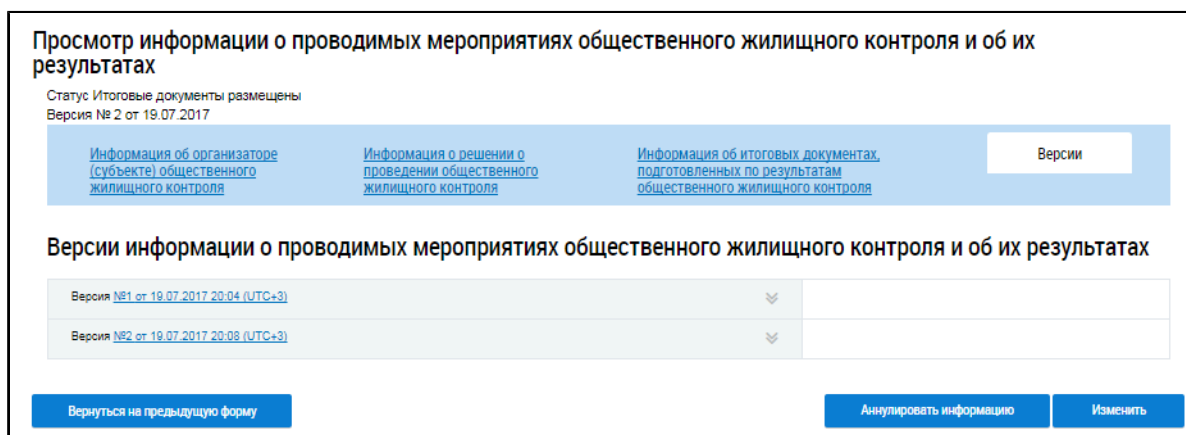 Просмотр информации о проводимых мероприятиях общественного жилищного контроля и об их
результатах
Статус Итоговые документы размещены
Версия № 2 от 19.07.2017
Информация об организаторе
(субъекте) общественного
жилищного контроля
Информация о решении о
проведении общественного
жилищного контроля
Информация об итоговых документах,
подготовленных по результатам
общественного жилищного контроля
Версии
Версии информации о проводимых мероприятиях общественного жилищного контроля и об их результатах
Версия №1 от 19.07.2017 20:04 (UTC+3)
Версия №2 от 19.07.2017 20:08 (UTC+3)
Вернуться на предыдущую форму
Аннулировать информацию
Изменить